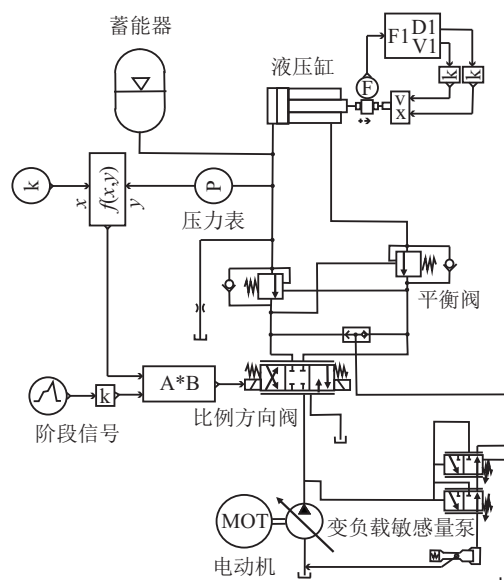 蓄能器
液压缸
F1 D1
V1
k
k
F
v
x
k
x
f(x,y)
y
P
压力表
平衡阀
A*B
k
阶段信号
比例方向阀
MOT
变负载敏感量泵
电动机